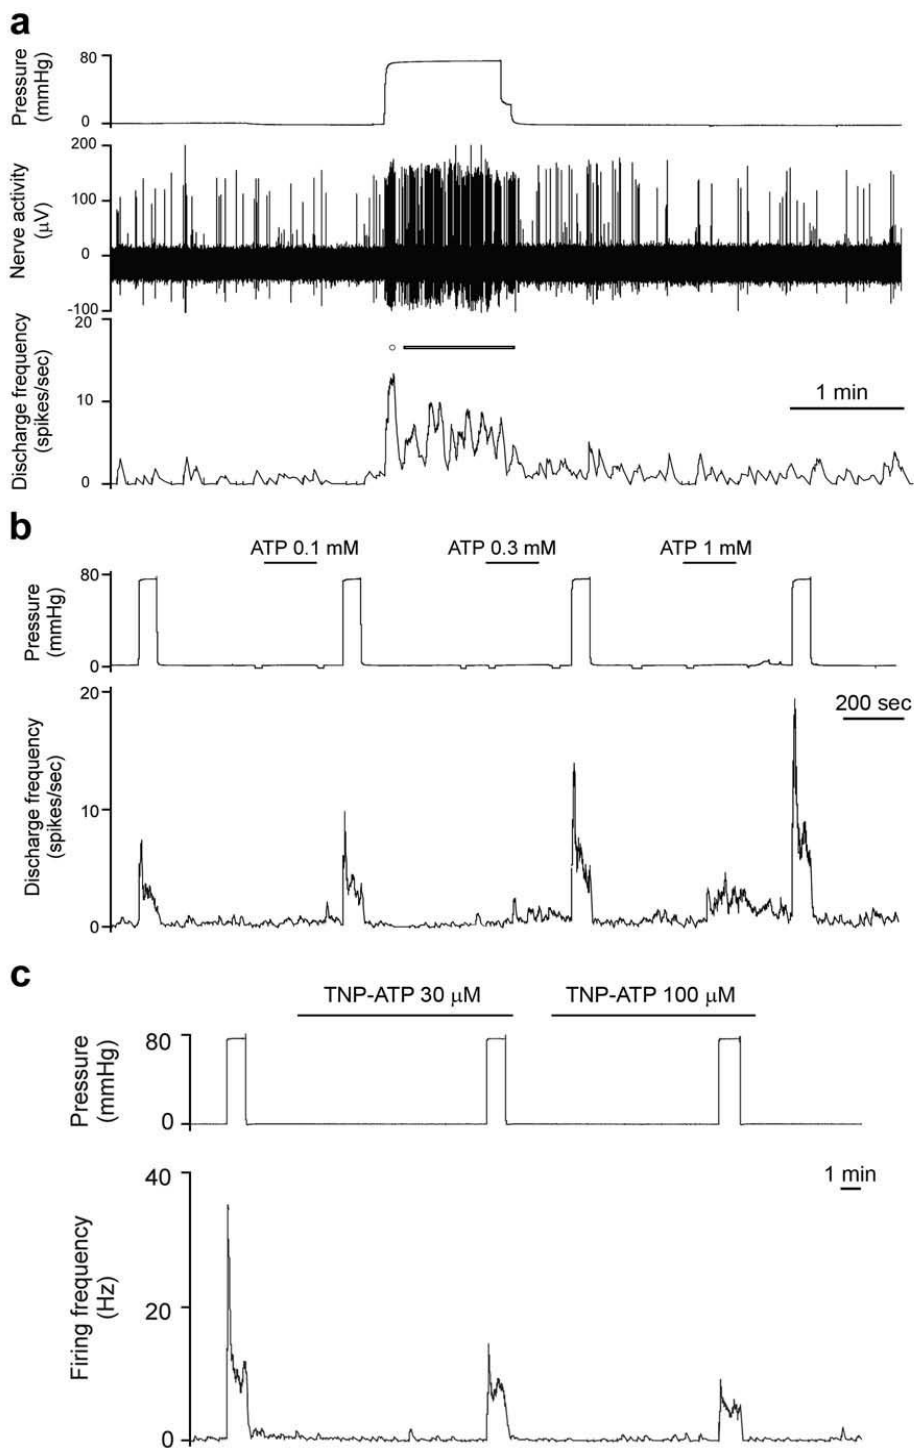 a
Pressure
(mmHg)
80
0
Nerve activity
(μV)
200
100
0
-100
Discharge frequency
(spikes/sec)
20
10
0
1 min
b
ATP 0.1 mM
ATP 0.3 mM
ATP 1 mM
Pressure
(mmHg)
80
0
Discharge frequency
(spikes/sec)
20
10
0
200 sec
c
TNP-ATP 30 μM
TNP-ATP 100 μM
Pressure
(mmHg)
80
0
Firing frequency
(Hz)
40
20
0
1 min